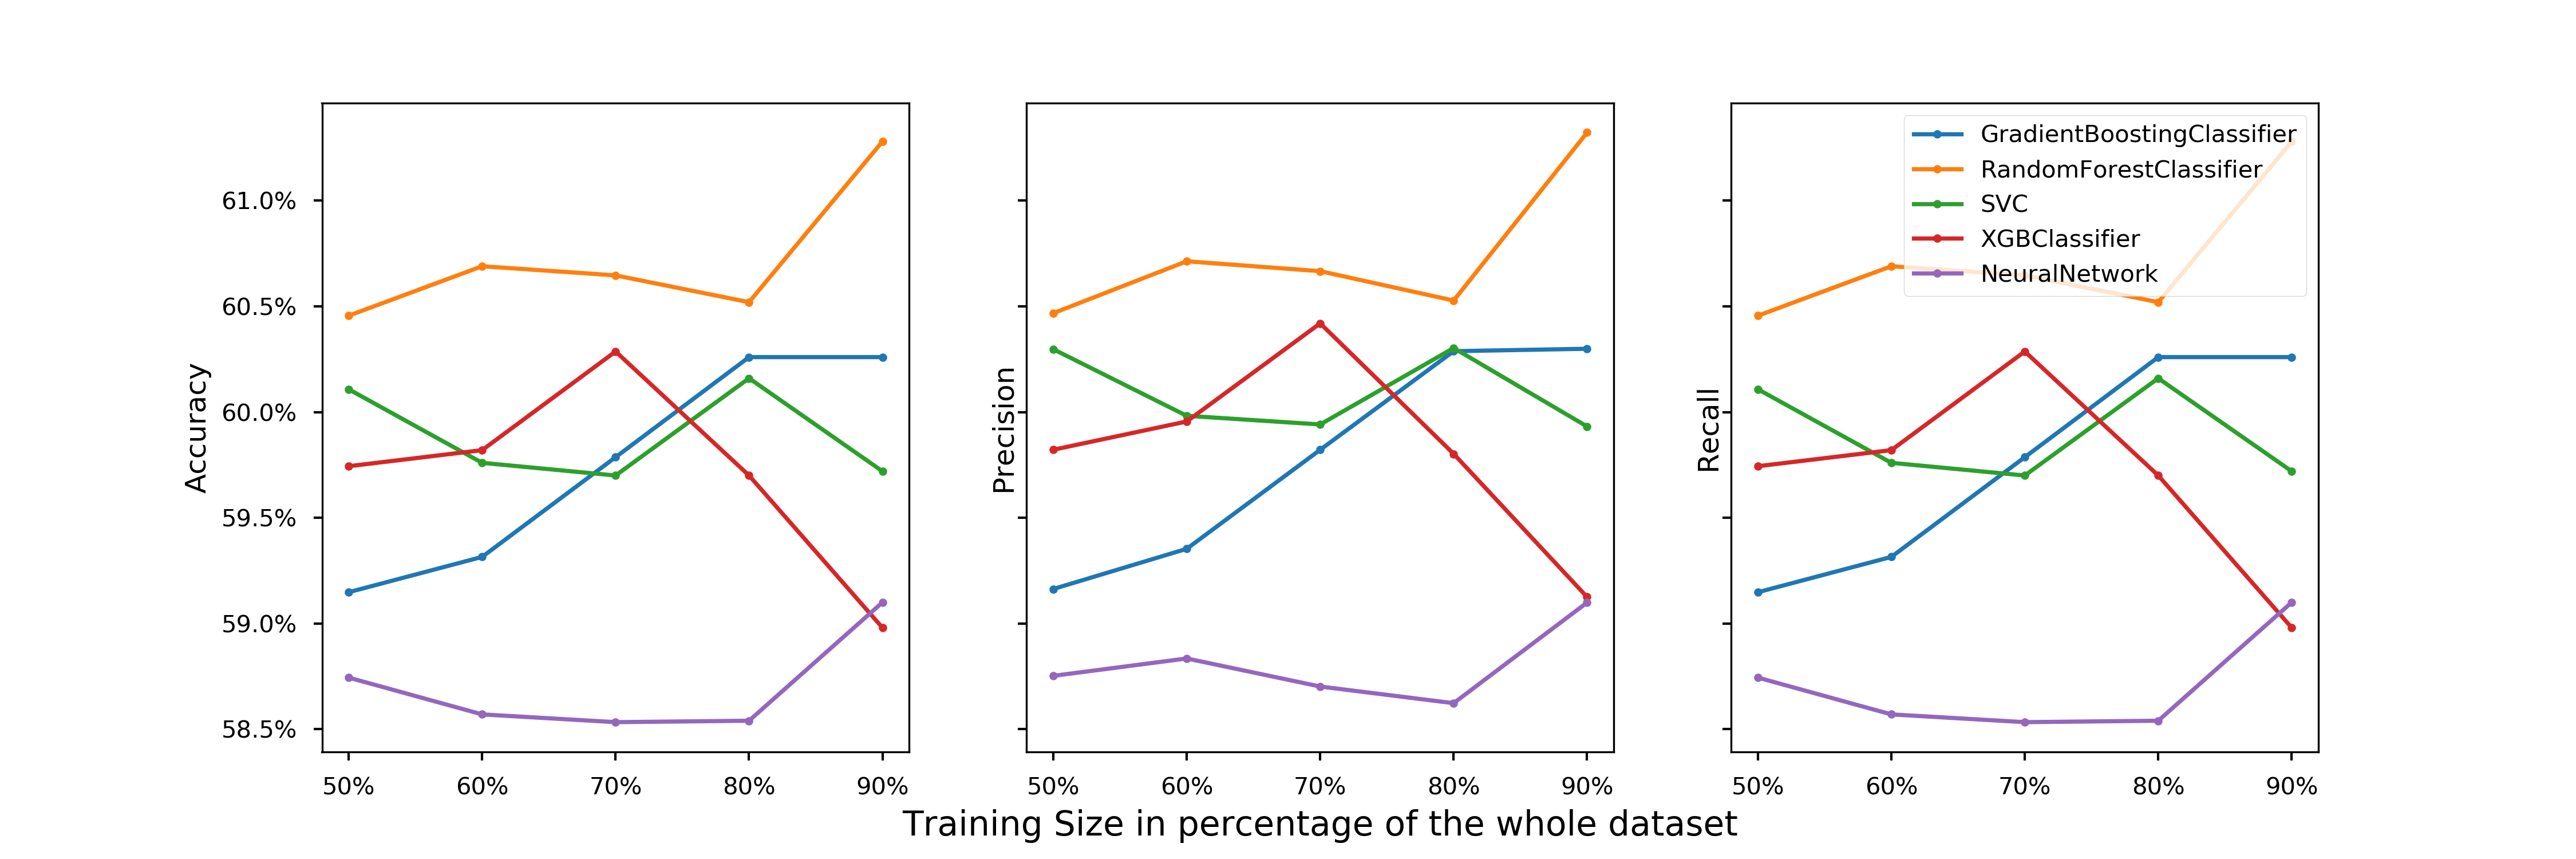 Accuracy
61.0%
60.5%
60.0%
59.5%
59.0%
58.5%
50% 60% 70% 80% 90%
Precision
50% 60% 70% 80% 90%
Recall
GradientBoostingClassifier
RandomForestClassifier
SVC
XGBClassifier
NeuralNetwork
50% 60% 70% 80% 90%
Training Size in percentage of the whole dataset